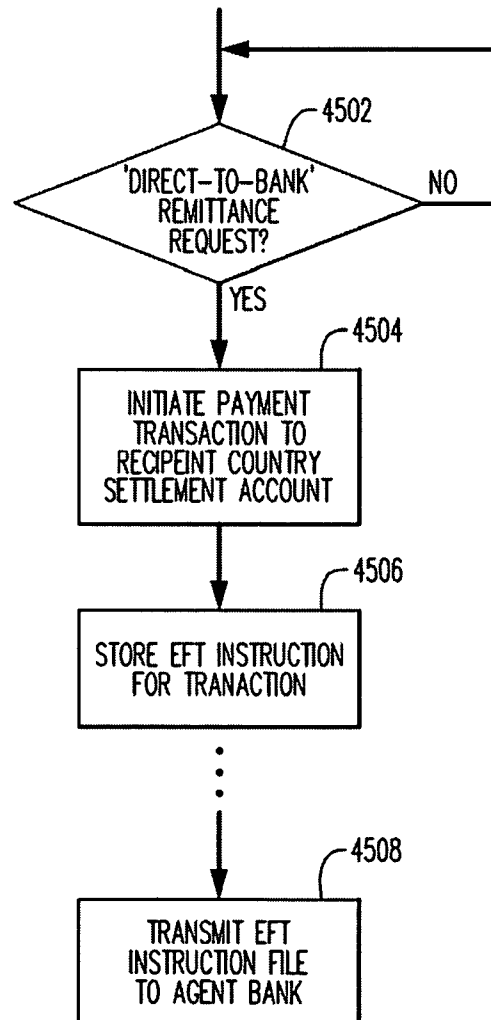 4502
'DIRECT-TO-BANK'
REMITTANCE
REQUEST?
NO
YES
4504
INITIATE PAYMENT
TRANSACTION TO
RECIPEINT COUNTRY
SETTLEMENT ACCOUNT
4506
STORE EFT INSTRUCTION
FOR TRANACTION
4508
TRANSMIT EFT
INSTRUCTION FILE
TO AGENT BANK